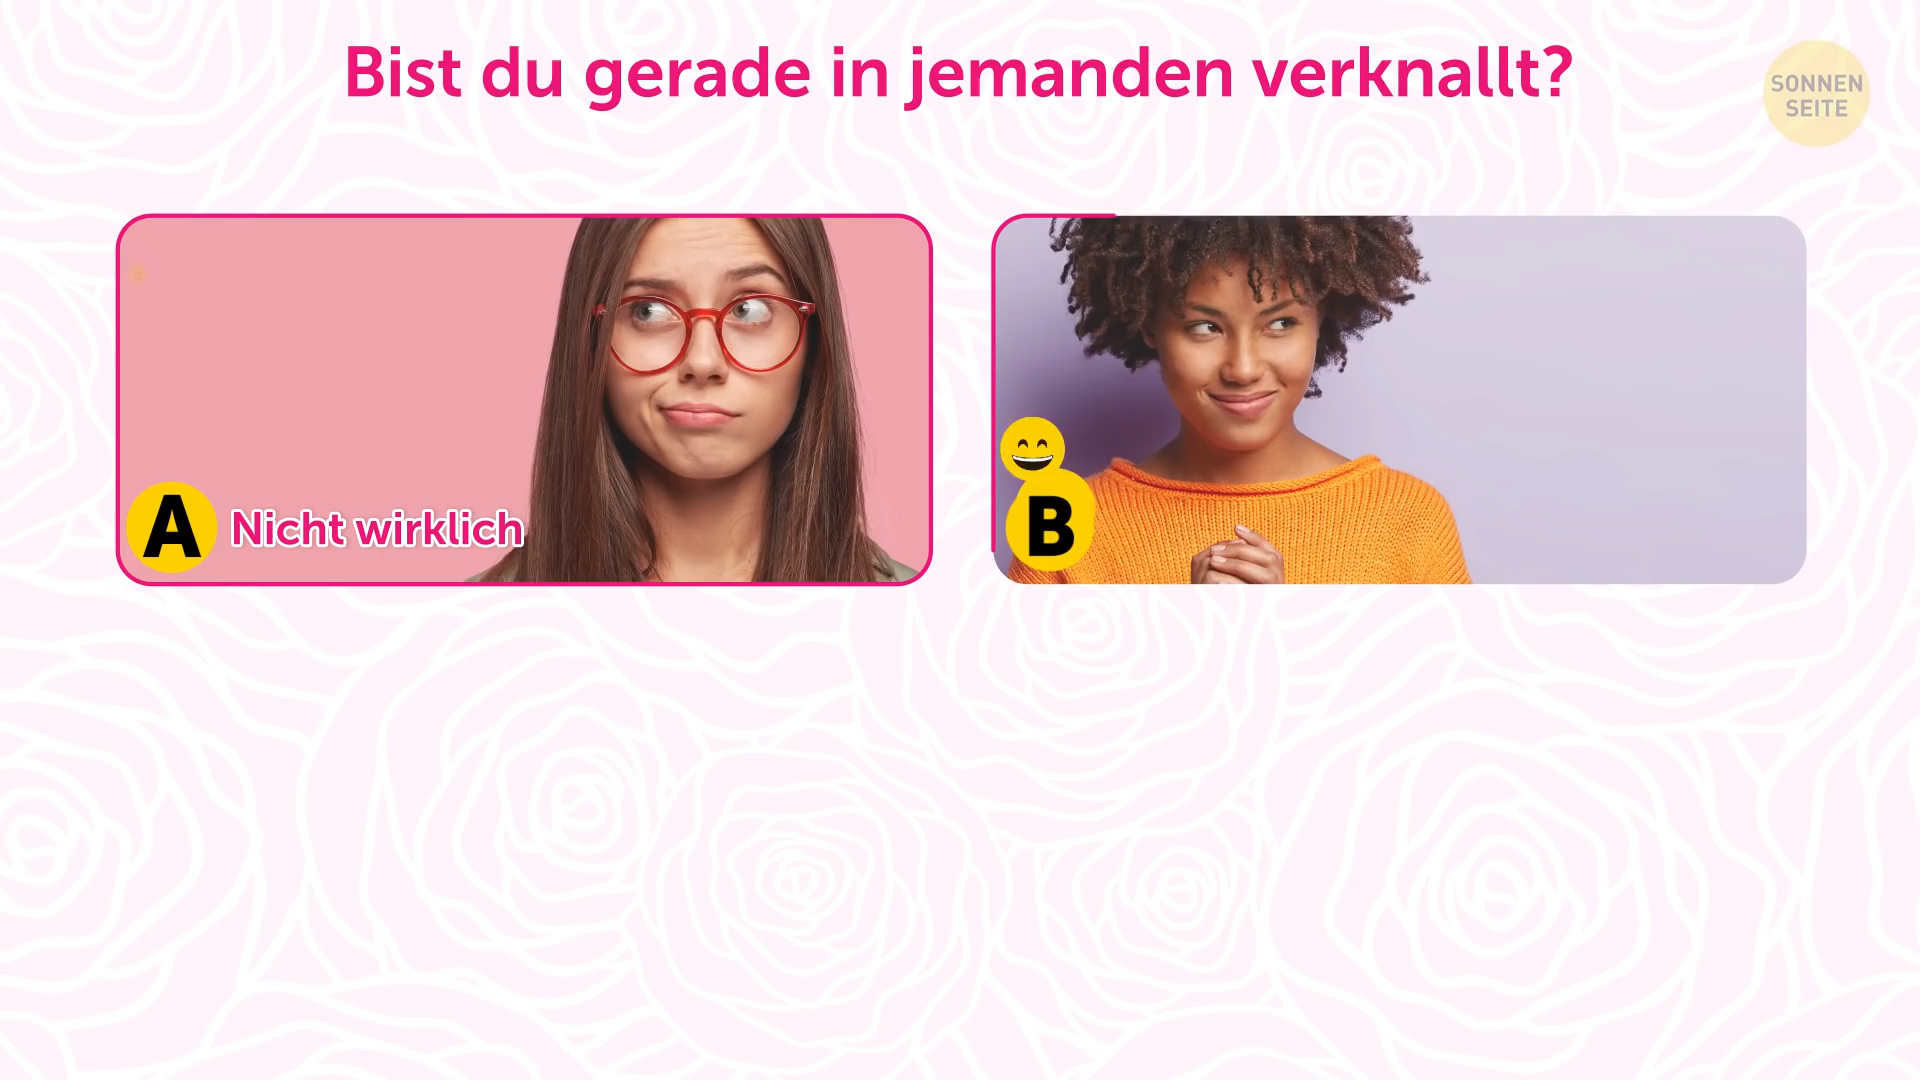 Bist du gerade in jemanden verknallt?
SONNEN
SEITE
A Nicht wirklich
B